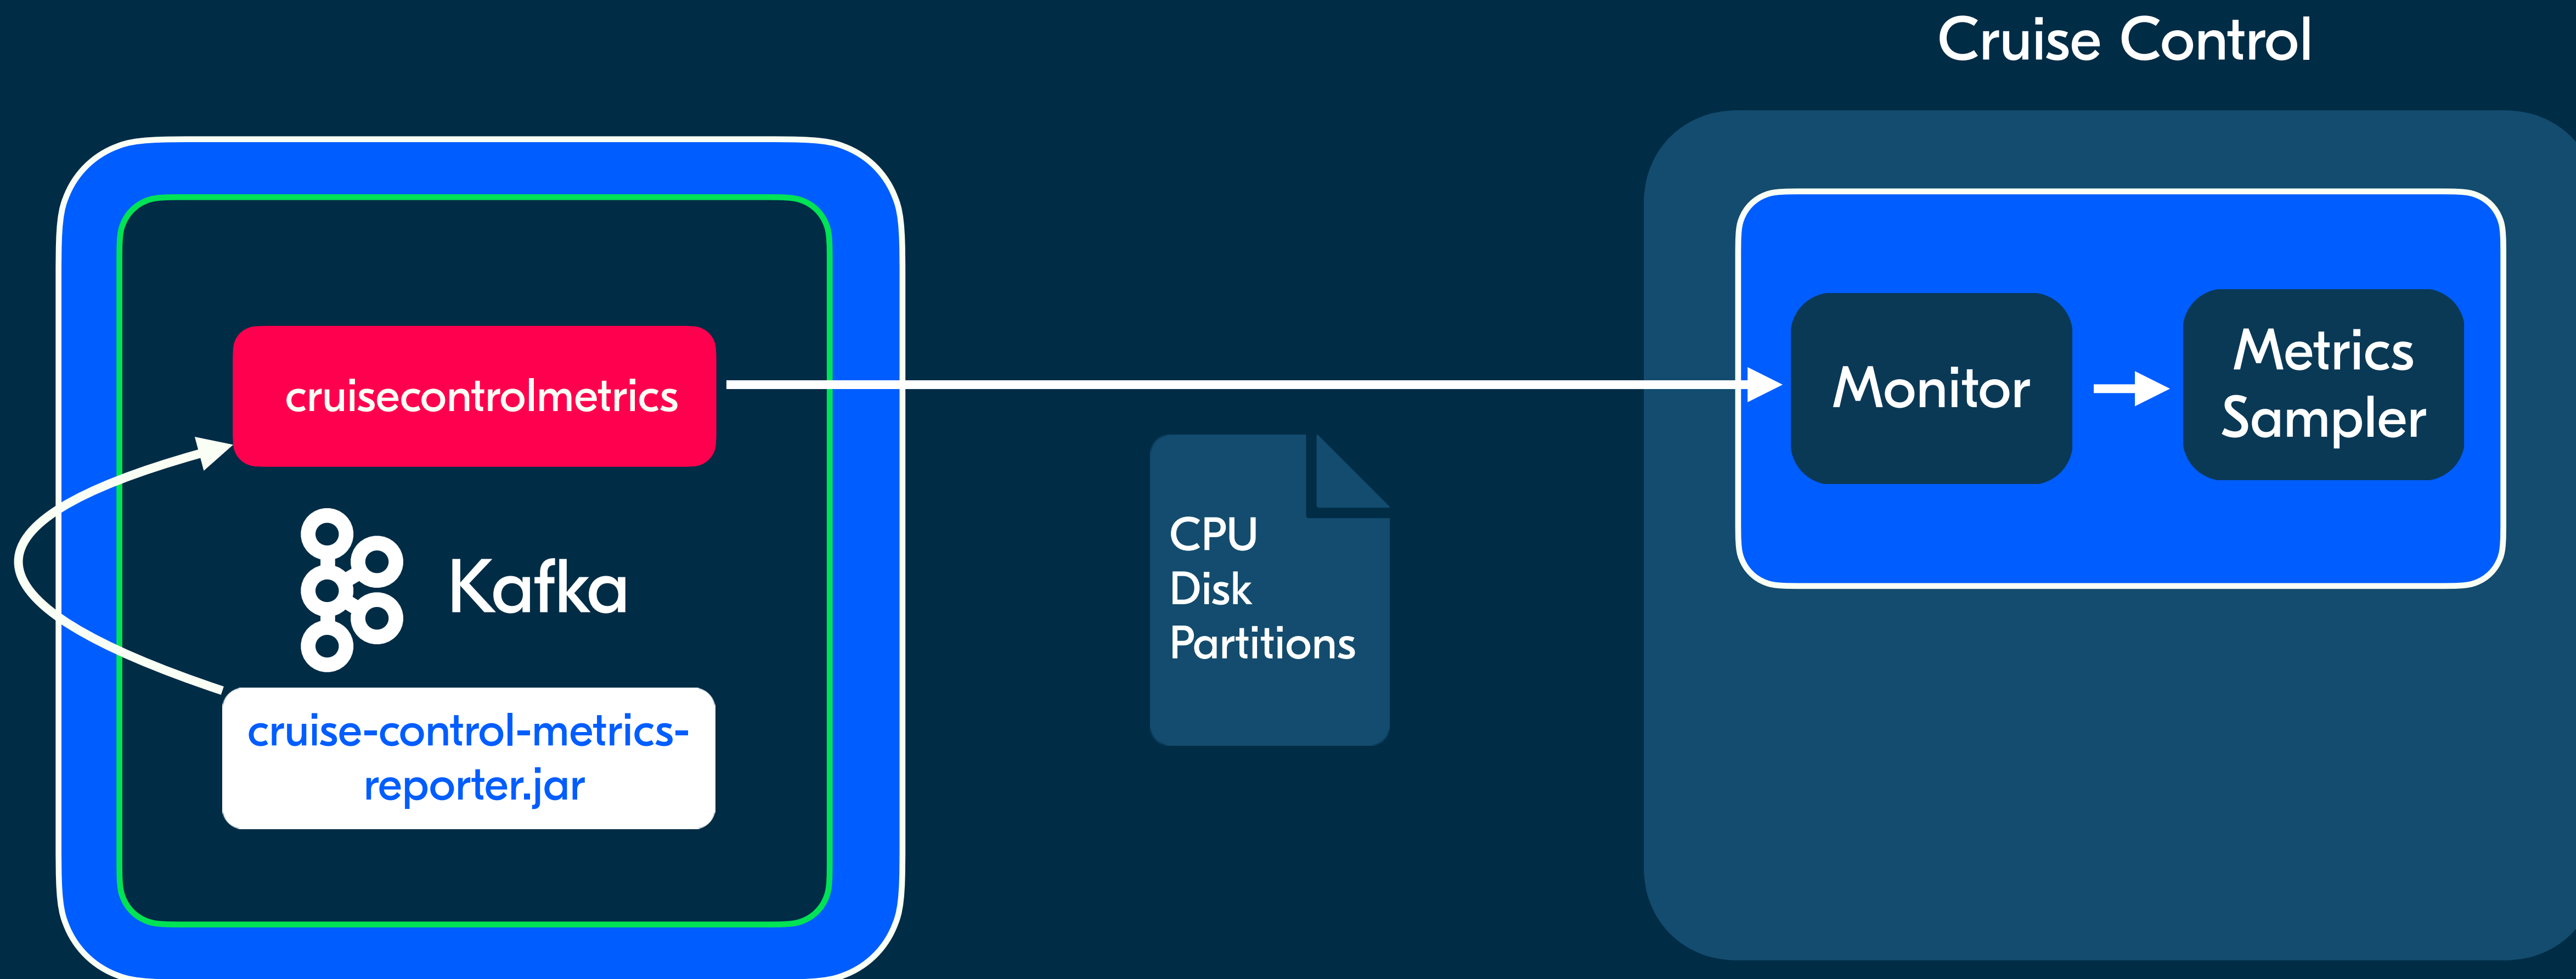 Cruise Control
cruisecontrolmetrics
Kafka
cruise-control-metrics-
reporter.jar
CPU
Disk
Partitions
Monitor
Metrics
Sampler